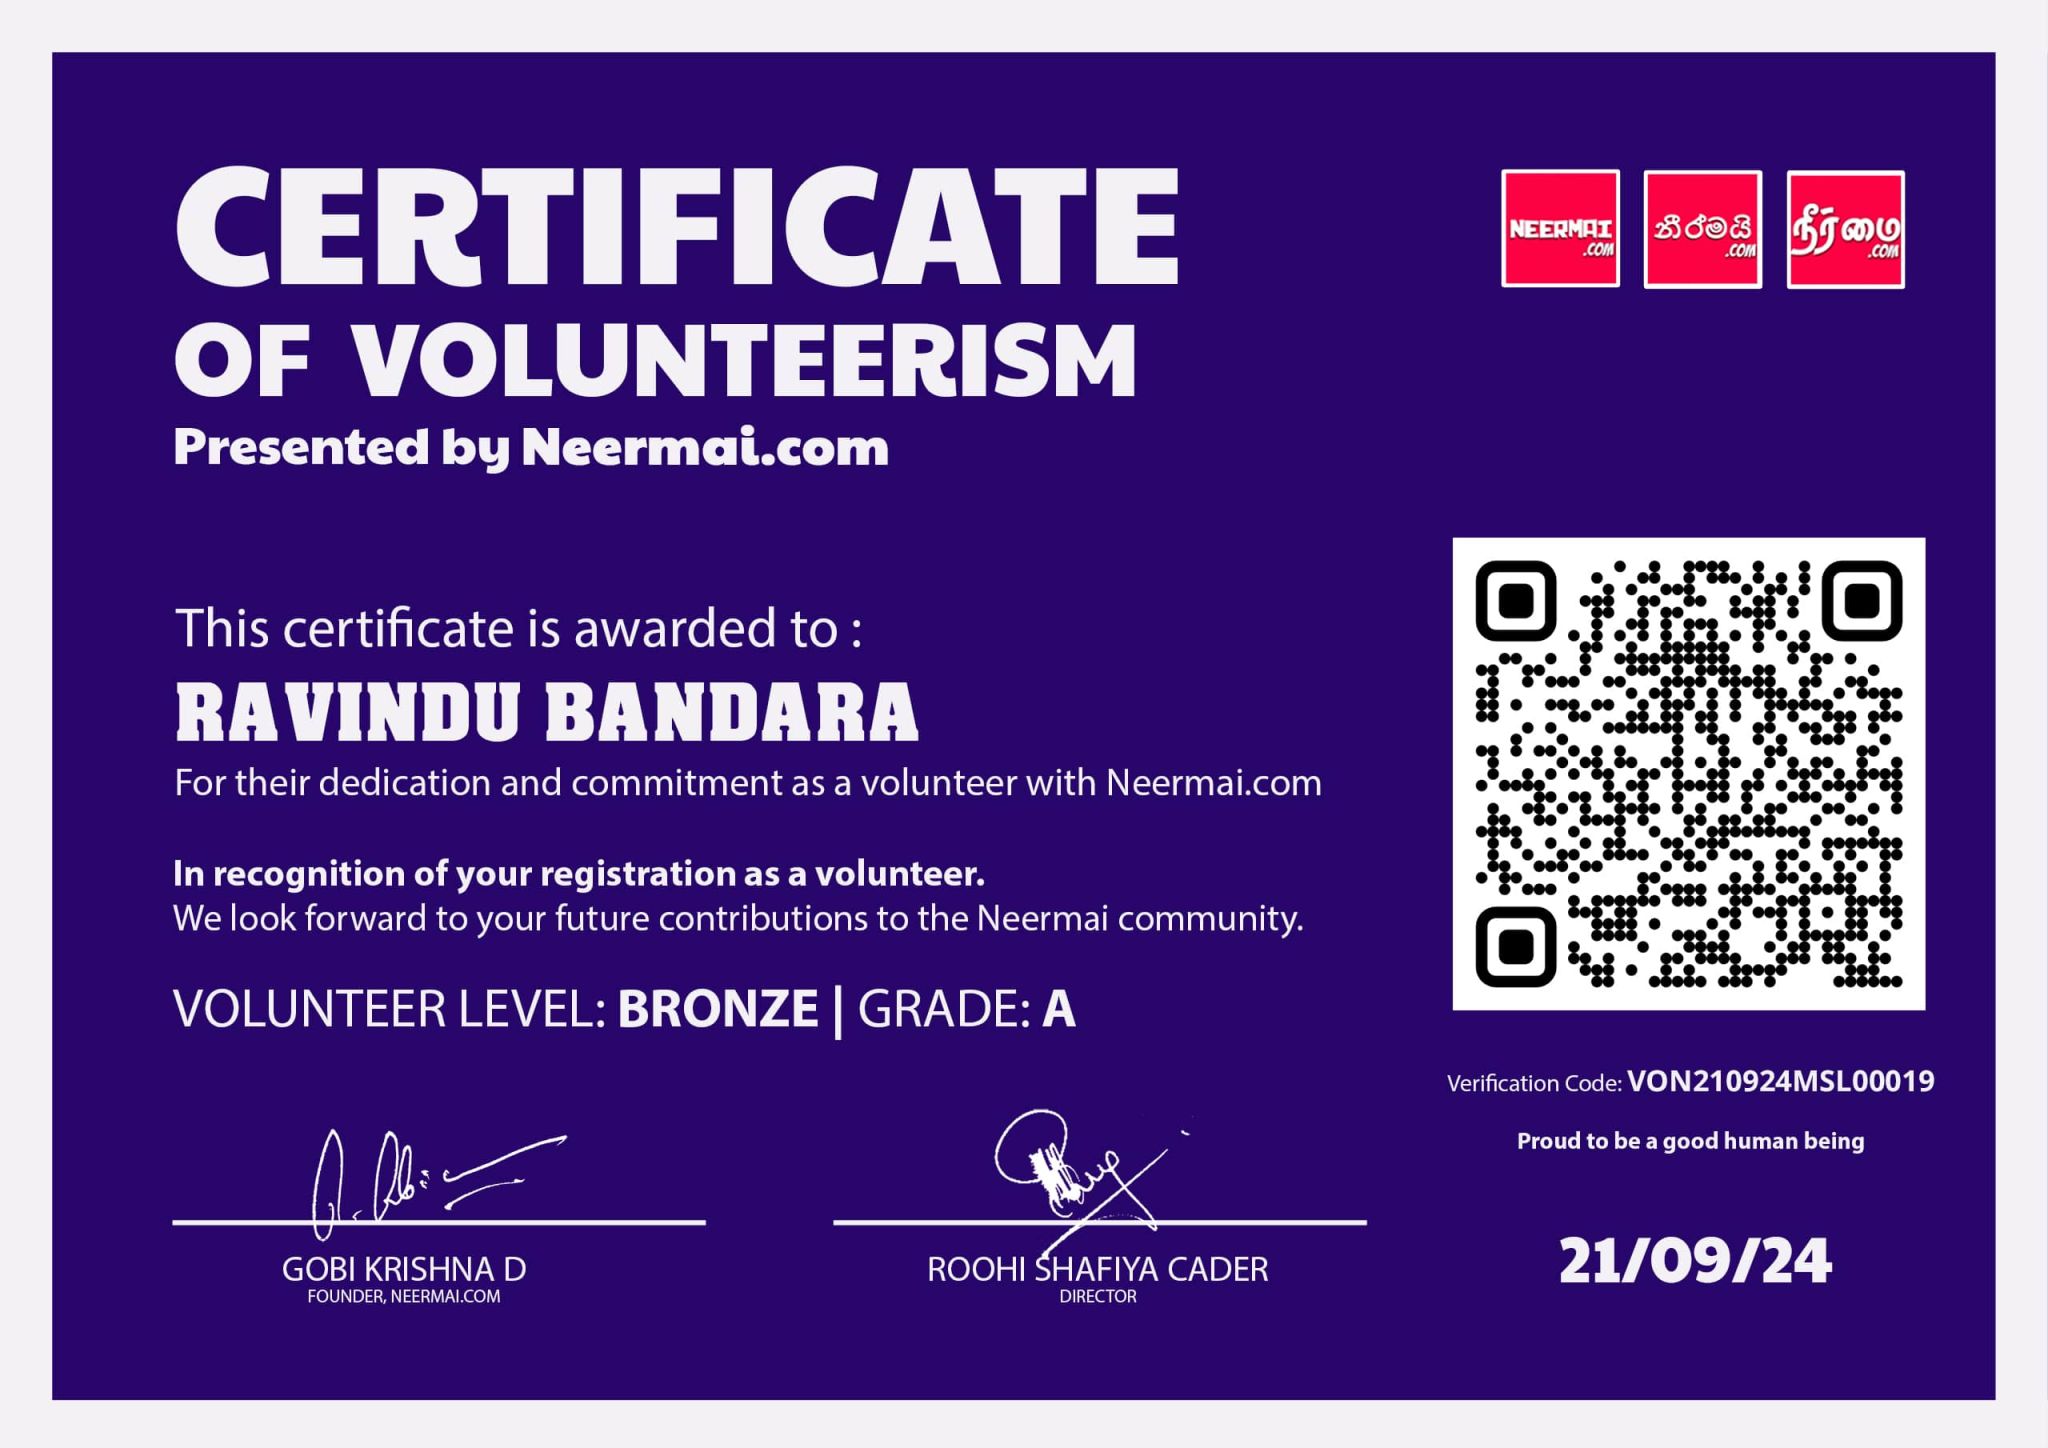 CERTIFICATE
OF VOLUNTEERISM
Presented by Neermai.com
NEERMAI
.COM
නීර්මයි
.COM
நீர்மை
.COM
This certificate is awarded to :
RAVINDU BANDARA
For their dedication and commitment as a volunteer with Neermai.com
In recognition of your registration as a volunteer.
We look forward to your future contributions to the Neermai community.
VOLUNTEER LEVEL: BRONZE | GRADE: A
Verification Code: VON210924MSL00019
Proud to be a good human being
GOBI KRISHNA D
FOUNDER, NEERMAI.COM
ROOHI SHAFIYA CADER
DIRECTOR
21/09/24